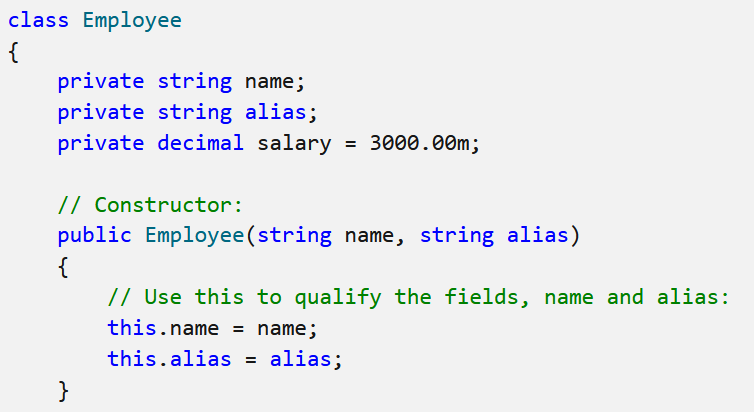 class Employee
{
    private string name;
    private string alias;
    private decimal salary = 3000.00m;

    // Constructor:
    public Employee(string name, string alias)
    {
        // Use this to qualify the fields, name and alias:
        this.name = name;
        this.alias = alias;
    }